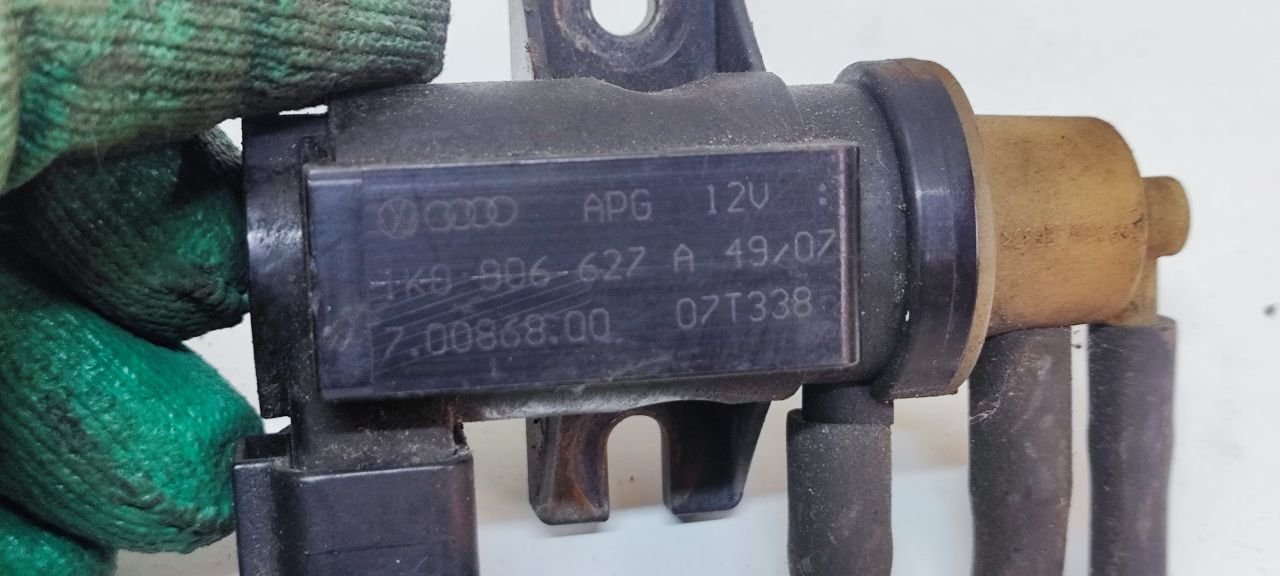 APG 12V :
1K0 906 627 A 49/07
7.00868.00 07T338